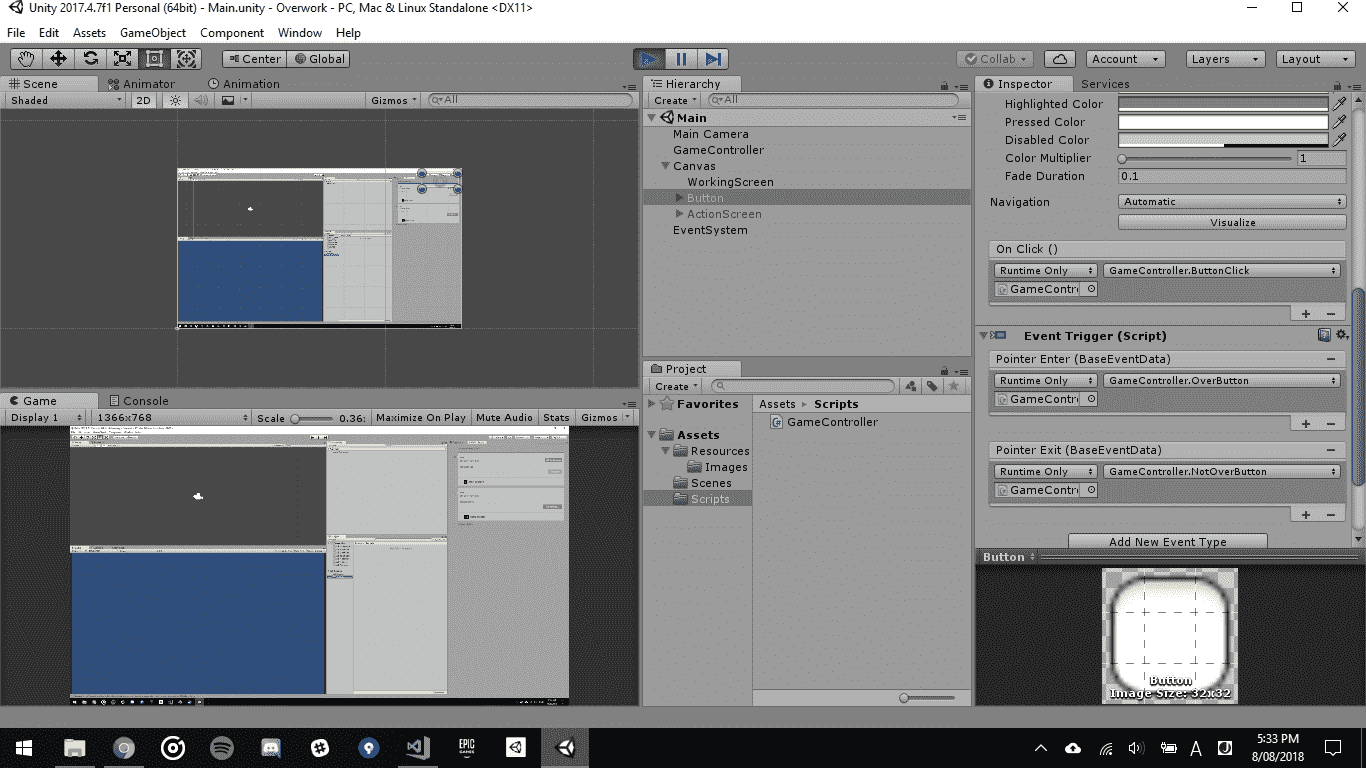 Unity 2017.4.7f1 Personal (64bit) - Main.unity - Overwork - PC, Mac & Linux Standalone <DX11>
File Edit Assets GameObject Component Window Help
Center Global Collab Account Layers Layout
Scene Animator Animation
Shaded 2D Gizmos All
Hierarchy
Create All
Main
Main Camera
GameController
Canvas
WorkingScreen
Button
ActionScreen
EventSystem
Inspector Services
Highlighted Color
Pressed Color
Disabled Color
Color Multiplier 1
Fade Duration 0.1
Navigation Automatic
Visualize
On Click ()
Runtime Only GameController.ButtonClick
GameContr
Event Trigger (Script)
Pointer Enter (BaseEventData)
Runtime Only GameController.OverButton
GameContr
Pointer Exit (BaseEventData)
Runtime Only GameController.NotOverButton
GameContr
Add New Event Type
Button
Button
Image Size: 32x32
Game Console
Display 1 1366x768 Scale 0.36: Maximize On Play Mute Audio Stats Gizmos
Project
Create
Favorites
Assets
Resources
Images
Scenes
Scripts
Assets Scripts
GameController
EPIC
GAMES
A
5:33 PM
8/08/2018